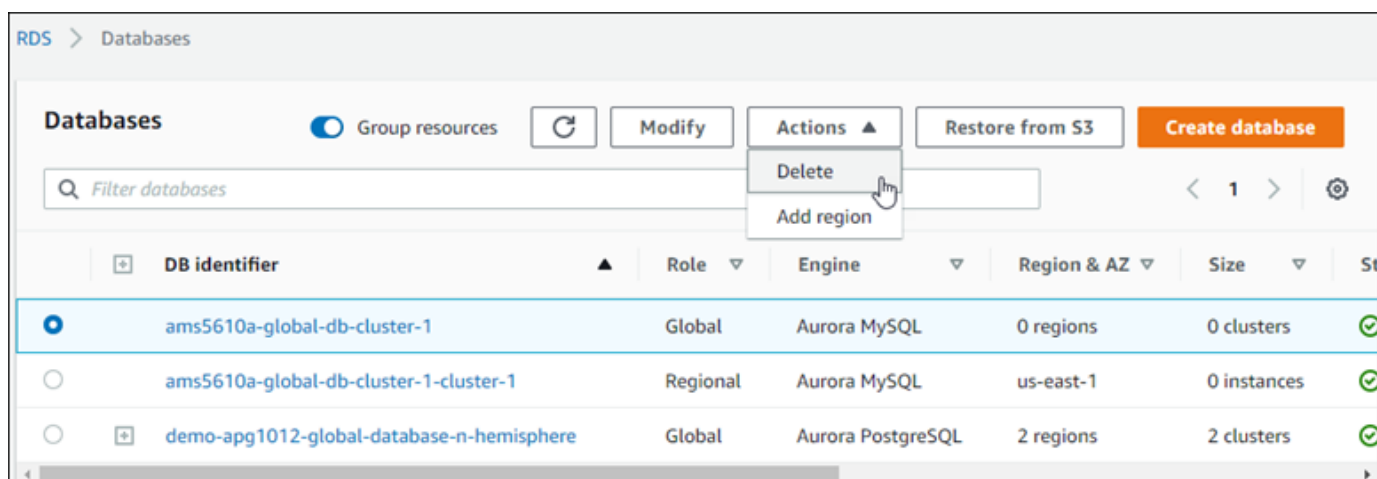 RDS > Databases
Databases Group resources Modify Actions ▲ Restore from S3 Create database
Delete
Filter databases < 1 >
Add region
DB identifier ▲ Role ▽ Engine ▽ Region & AZ ▽ Size ▽ St
ams5610a-global-db-cluster-1 Global Aurora MySQL 0 regions 0 clusters
ams5610a-global-db-cluster-1-cluster-1 Regional Aurora MySQL us-east-1 0 instances
demo-apg1012-global-database-n-hemisphere Global Aurora PostgreSQL 2 regions 2 clusters